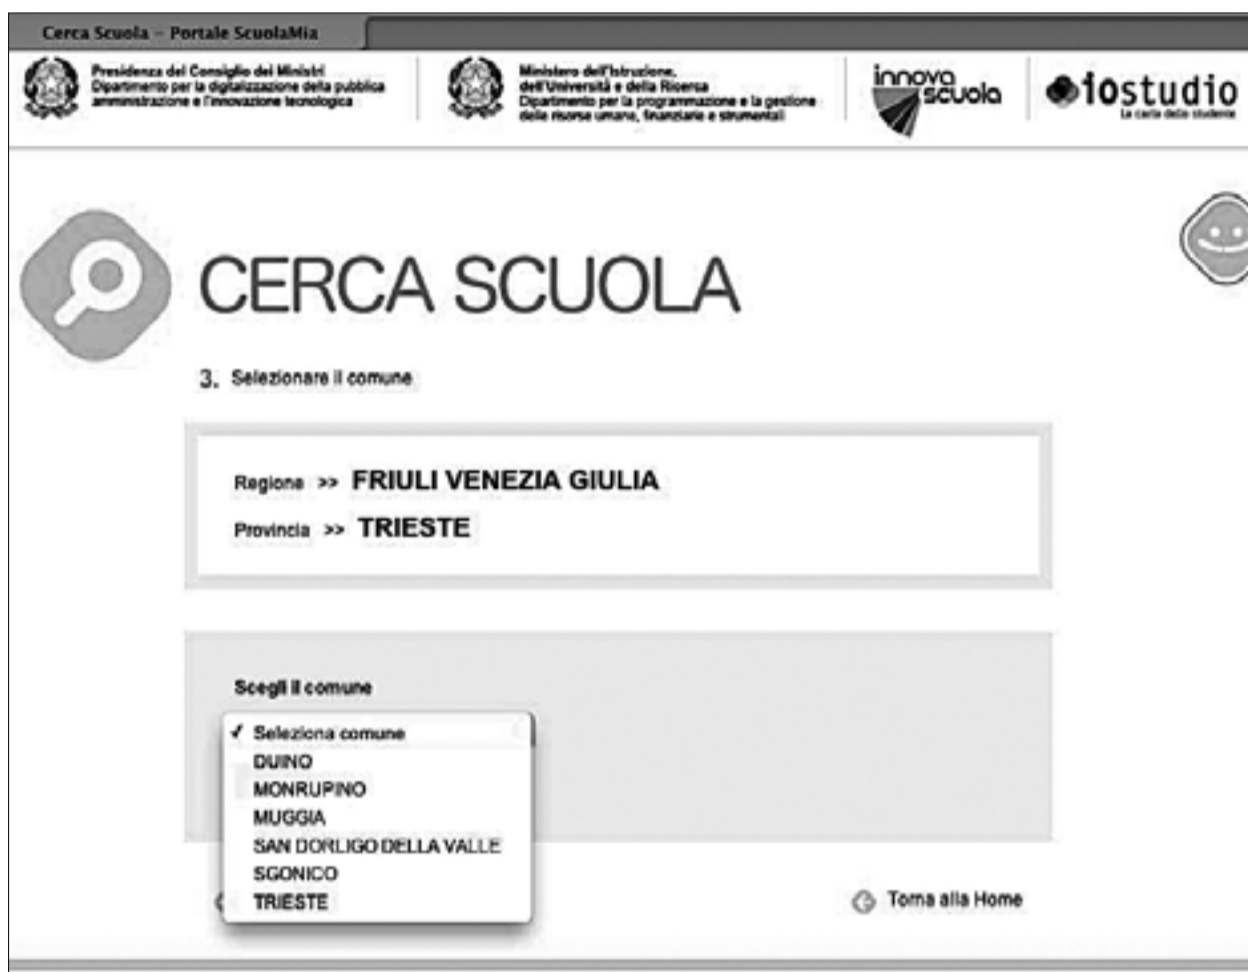 Cerca Scuola – Portale ScuolaMia
Presidenza del Consiglio dei Ministri
Dipartimento per la digitalizzazione della pubblica
amministrazione e l'innovazione tecnologica
Ministero dell'Istruzione,
dell'Università e della Ricerca
Dipartimento per la programmazione e la gestione
delle risorse umane, finanziarie e strumentali
innova
scuola
iostudio
La carta dello studente
CERCA SCUOLA
3. Selezionare il comune
Regione >> FRIULI VENEZIA GIULIA
Provincia >> TRIESTE
Scegli il comune
✓ Seleziona comune
DUINO
MONRUPINO
MUGGIA
SAN DORLIGO DELLA VALLE
SGONICO
TRIESTE
Torna alla Home